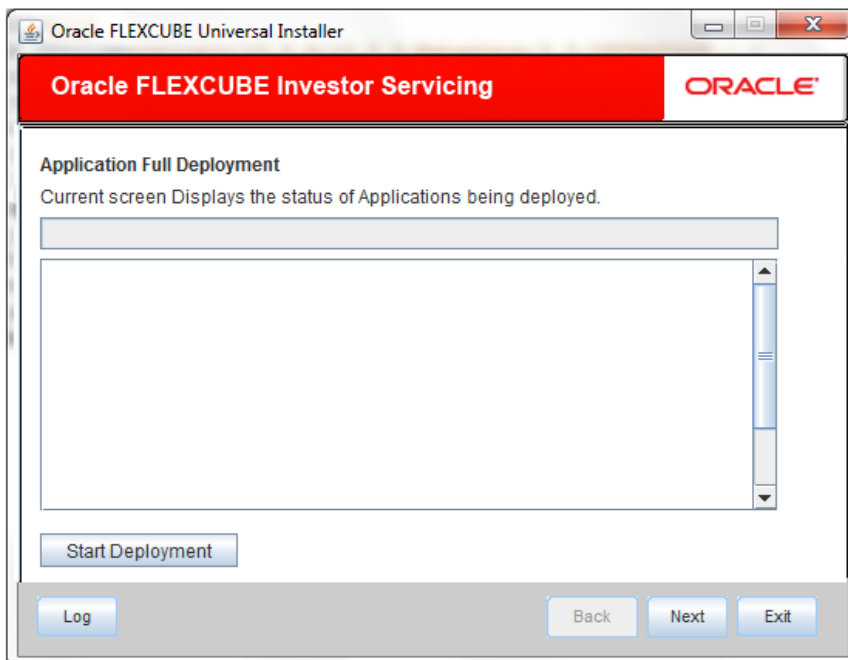 Oracle FLEXCUBE Universal Installer
Oracle FLEXCUBE Investor Servicing
ORACLE
Application Full Deployment
Current screen Displays the status of Applications being deployed.
Start Deployment
Log
Back
Next
Exit